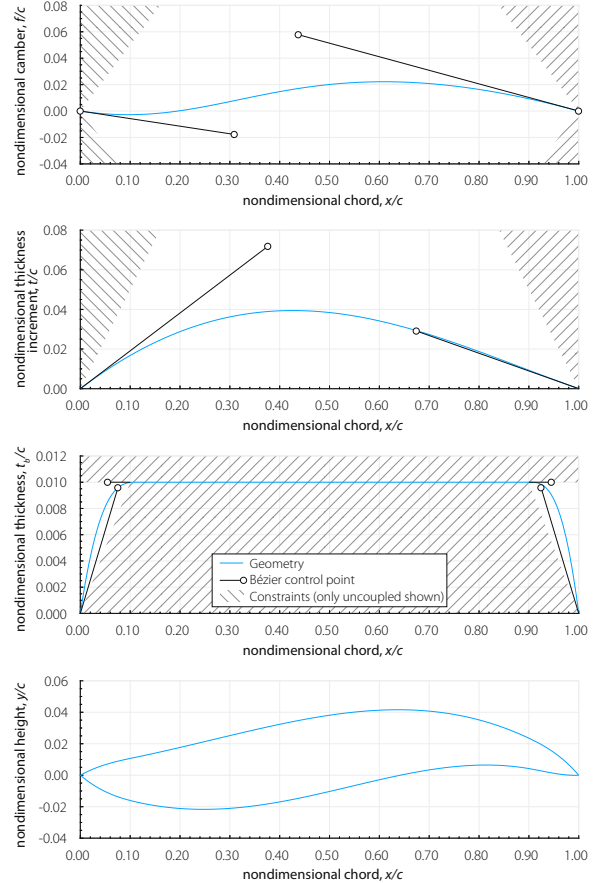 nondimensional camber, f/c
0.08
0.06
0.04
0.02
0.00
-0.02
-0.04
0.00 0.10 0.20 0.30 0.40 0.50 0.60 0.70 0.80 0.90 1.00
nondimensional chord, x/c
nondimensional thickness
increment, t/c
0.08
0.06
0.04
0.02
0.00
0.00 0.10 0.20 0.30 0.40 0.50 0.60 0.70 0.80 0.90 1.00
nondimensional chord, x/c
nondimensional thickness, t_b/c
0.012
0.010
0.008
0.006
0.004
0.002
0.000
Geometry
Bézier control point
Constraints (only uncoupled shown)
0.00 0.10 0.20 0.30 0.40 0.50 0.60 0.70 0.80 0.90 1.00
nondimensional chord, x/c
nondimensional height, y/c
0.06
0.04
0.02
0.00
-0.02
-0.04
0.00 0.10 0.20 0.30 0.40 0.50 0.60 0.70 0.80 0.90 1.00
nondimensional chord, x/c